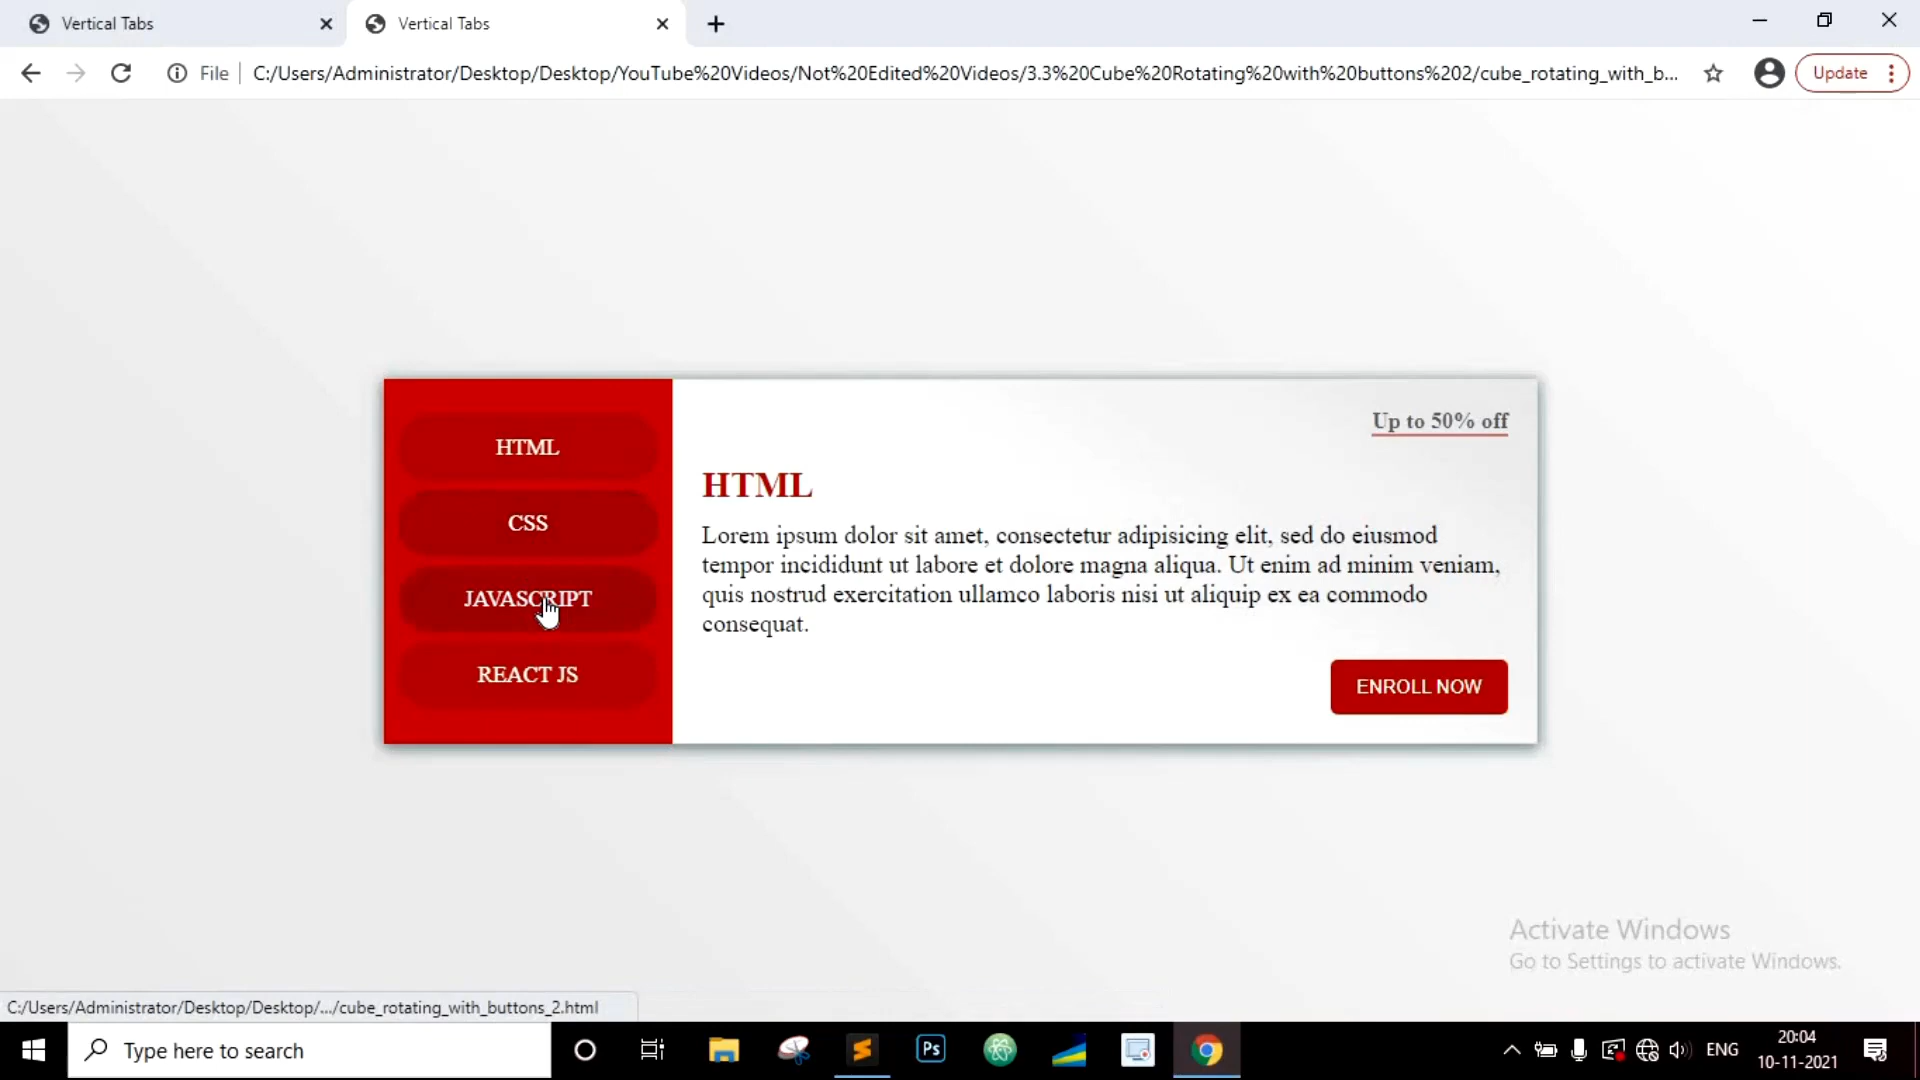 Vertical Tabs
Vertical Tabs
File
C:/Users/Administrator/Desktop/Desktop/YouTube%20Videos/Not%20Edited%20Videos/3.3%20Cube%20Rotating%20with%20buttons%202/cube_rotating_with_b...
Update
HTML
CSS
JAVASCRIPT
REACT JS
Up to 50% off
HTML
Lorem ipsum dolor sit amet, consectetur adipisicing elit, sed do eiusmod
tempor incididunt ut labore et dolore magna aliqua. Ut enim ad minim veniam,
quis nostrud exercitation ullamco laboris nisi ut aliquip ex ea commodo
consequat.
ENROLL NOW
Activate Windows
Go to Settings to activate Windows.
C:/Users/Administrator/Desktop/Desktop/.../cube_rotating_with_buttons_2.html
Type here to search
Ps
ENG
20:04
10-11-2021